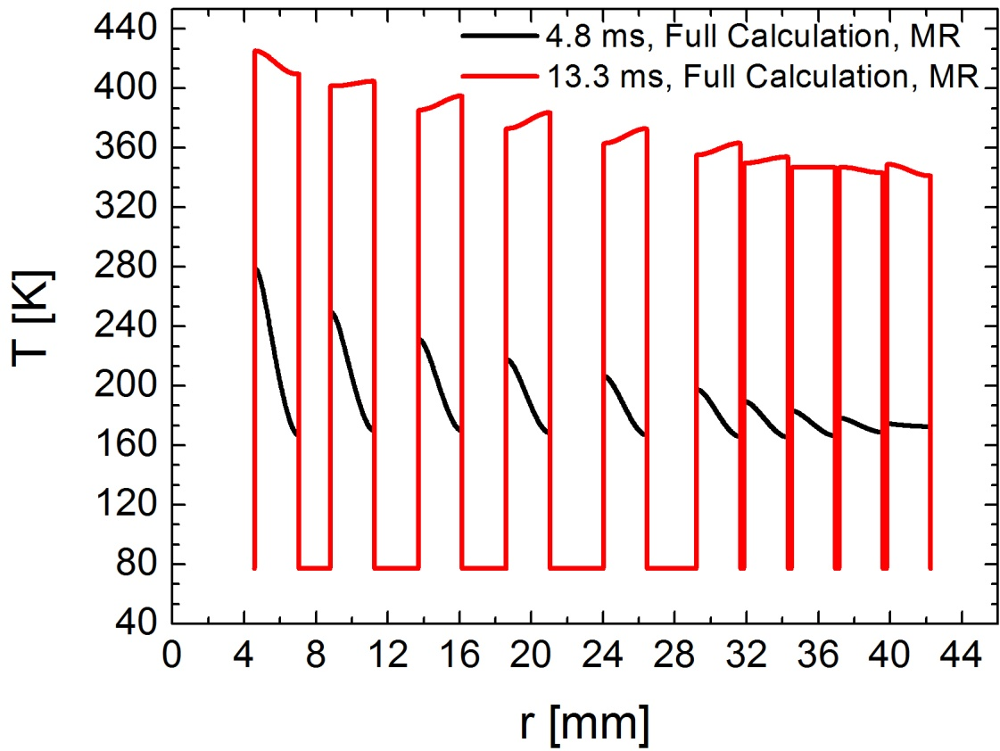 4.8 ms, Full Calculation, MR
13.3 ms, Full Calculation, MR
440
400
360
320
280
240
200
160
120
80
40
T [K]
0 4 8 12 16 20 24 28 32 36 40 44
r [mm]